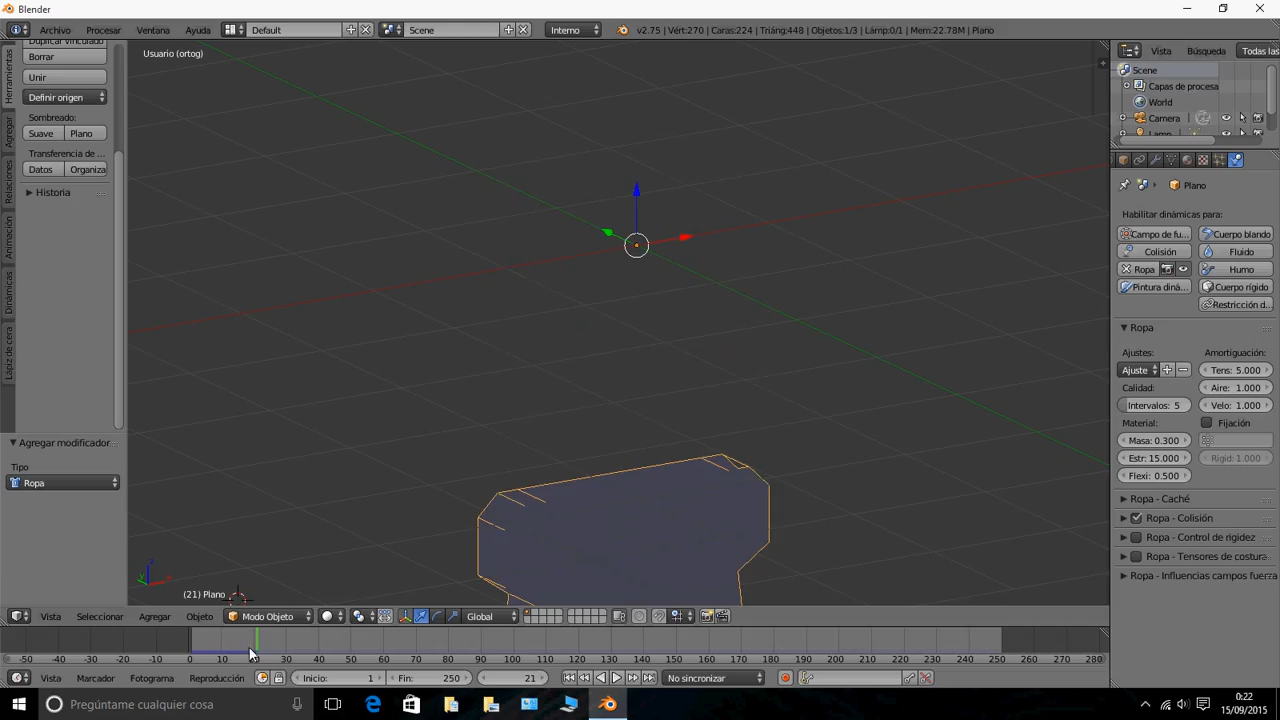 Blender
Archivo Procesar Ventana Ayuda Default Scene Interno v2.75 | Vért:270 | Caras:224 | Triáng:448 | Objetos:1/3 | Lámp:0/1 | Mem:22.78M | Plano
Duplicar vinculado
Borrar
Unir
Definir origen
Sombreado:
Suave Plano
Transferencia de ...
Datos Organiza
Historia
Herramientas
Agregar
Relaciones
Animación
Dinámicas
Lápiz de cera
Agregar modificador
Tipo
Ropa
Usuario (ortog)
(21) Plano
Vista Búsqueda Todas las
Scene
Capas de procesa
World
Camera
Lamp
Plano
Habilitar dinámicas para:
Campo de fu... Cuerpo blando
Colisión Fluido
Ropa Humo
Pintura diná... Cuerpo rígido
Restricción d...
Ropa
Ajustes: Amortiguación:
Ajuste Tens: 5.000
Calidad: Aire: 1.000
Intervalos: 5 Velo: 1.000
Material: Fijación
Masa: 0.300
Estr: 15.000 Rigid: 1.000
Flexi: 0.500
Ropa - Caché
Ropa - Colisión
Ropa - Control de rigidez
Ropa - Tensores de costura
Ropa - Influencias campos fuerza
Vista Seleccionar Agregar Objeto Modo Objeto Global
-50 -40 -30 -20 -10 0 10 30 40 50 60 70 80 90 100 110 120 130 140 150 160 170 180 190 200 210 220 230 240 250 260 270 280
Vista Marcador Fotograma Reproducción Inicio: 1 Fin: 250 21 No sincronizar
Pregúntame cualquier cosa
0:22
15/09/2015